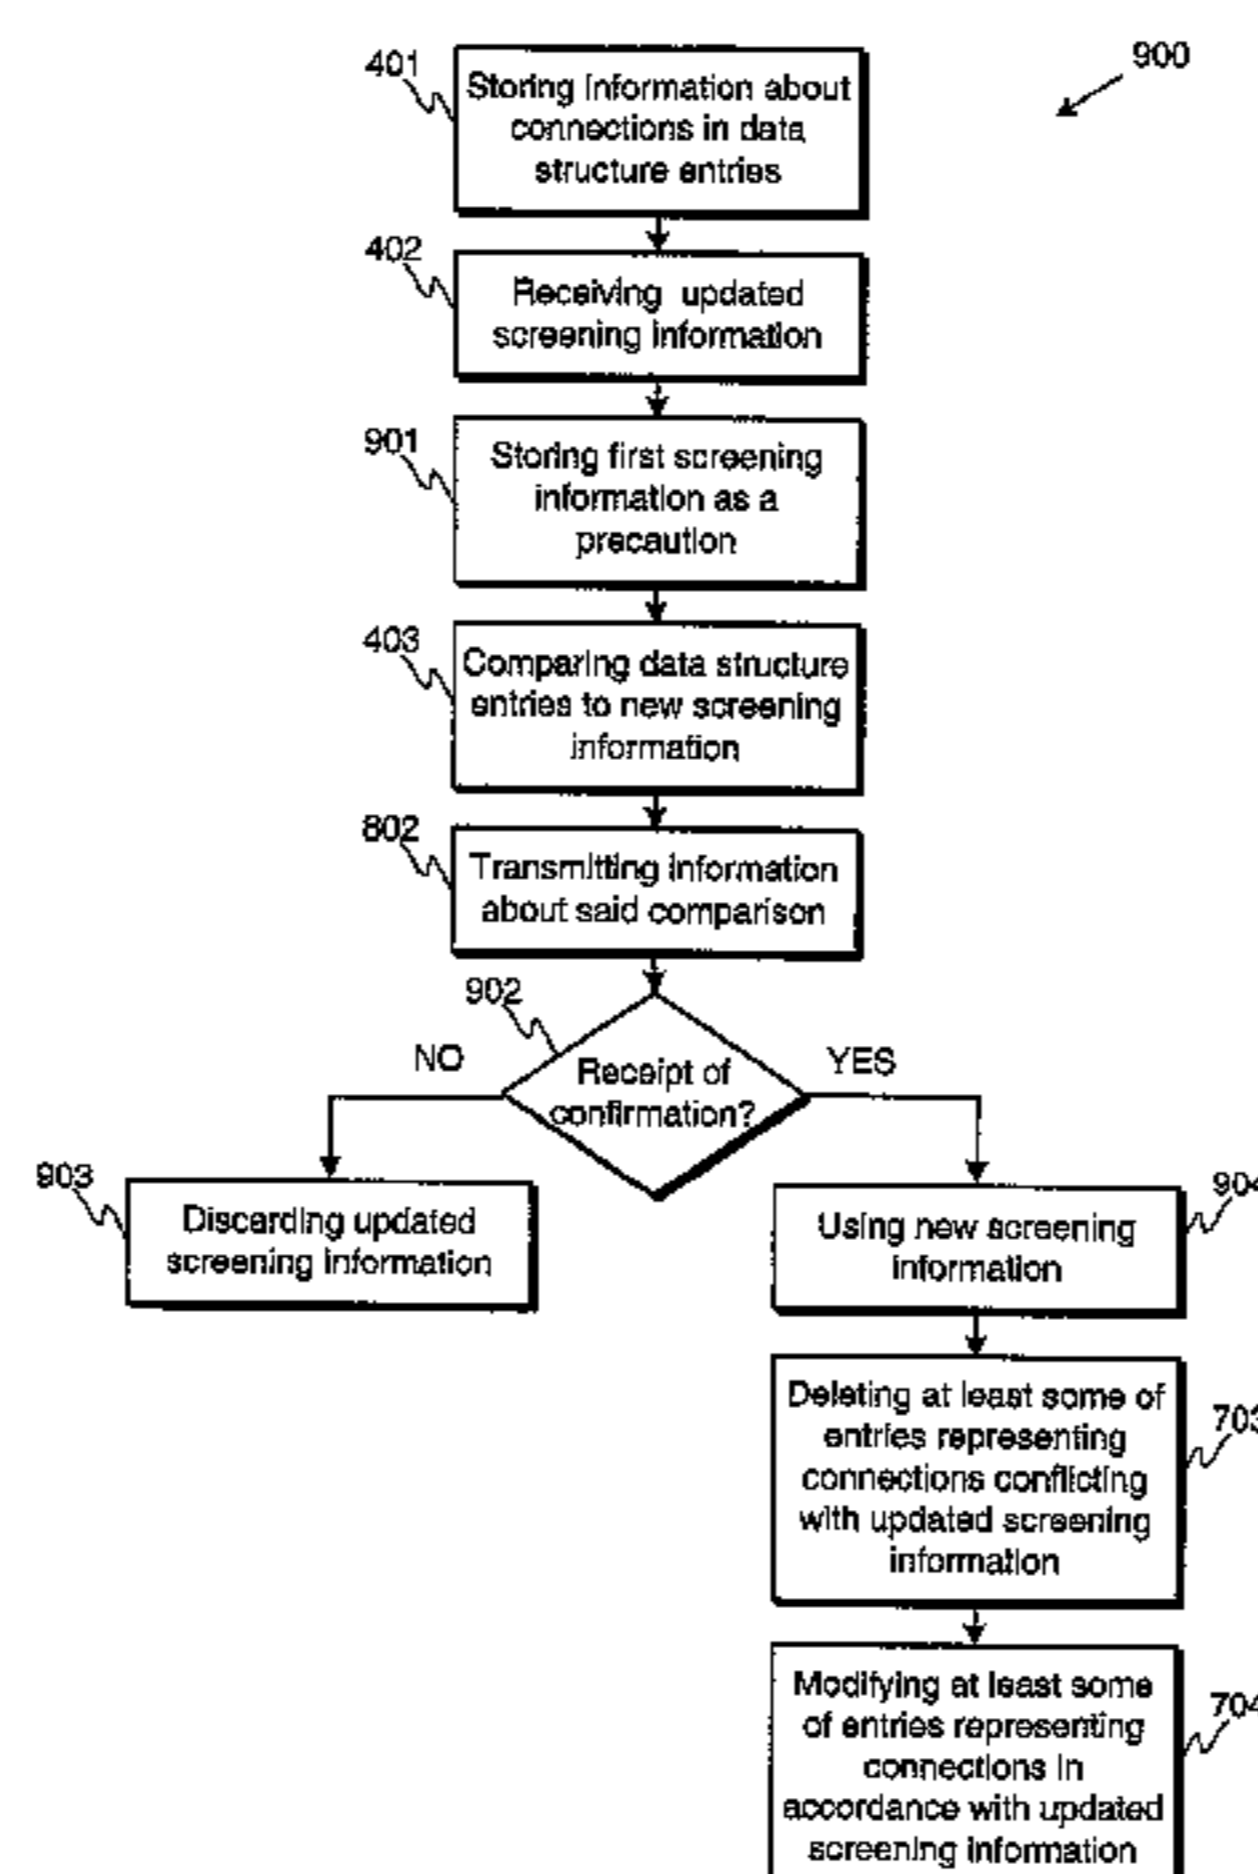 900
401
Storing information about
connections in data
structure entries
402
Receiving updated
screening information
901
Storing first screening
information as a
precaution
403
Comparing data structure
entries to new screening
information
802
Transmitting information
about said comparison
902
NO
Receipt of
confirmation?
YES
903
Discarding updated
screening information
904
Using new screening
information
703
Deleting at least some of
entries representing
connections conflicting
with updated screening
information
704
Modifying at least some
of entries representing
connections in
accordance with updated
screening information